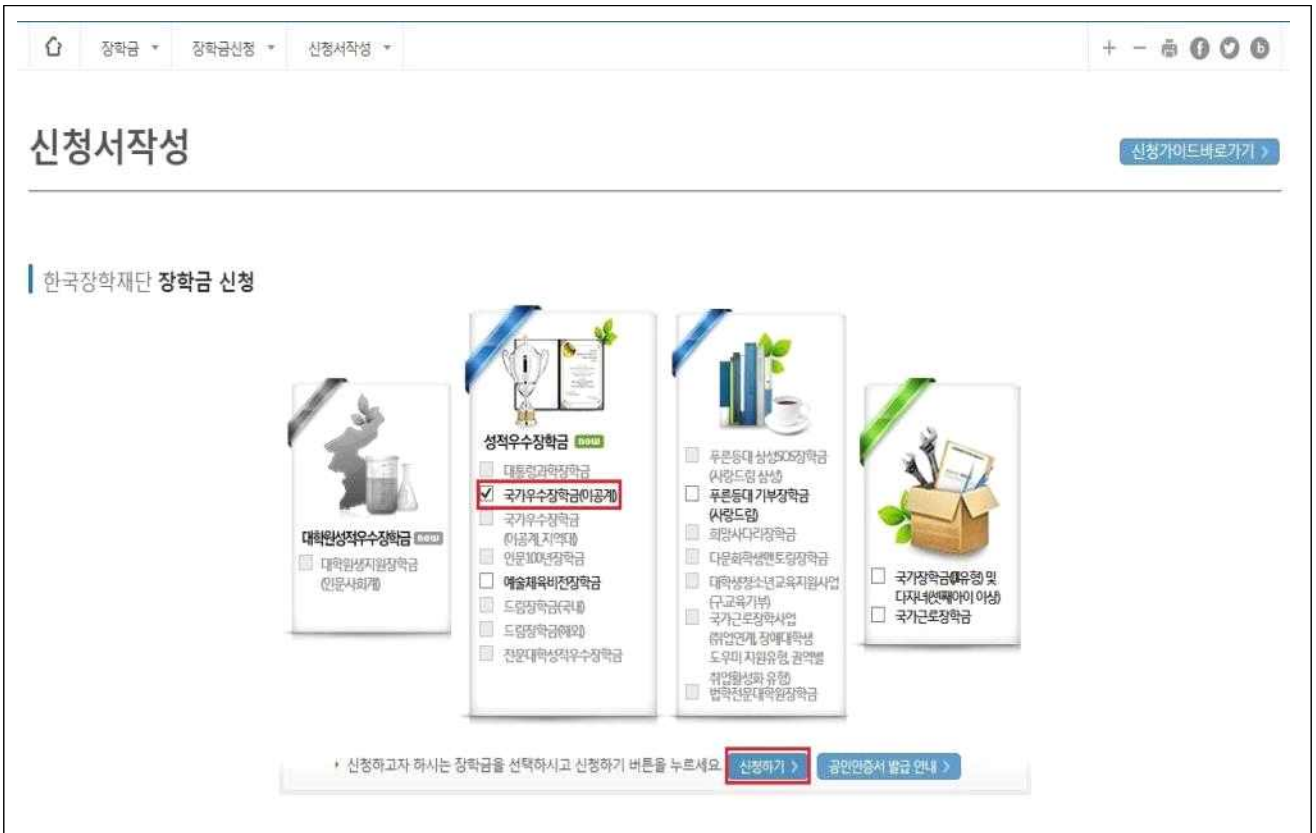 장학금
장학금신청
신청서작성
신청서작성
신청가이드바로가기 >
한국장학재단 장학금 신청
대학원성적우수장학금 now
대학원생지원장학금
(인문사회계)
성적우수장학금 now
대통령과학장학금
국가우수장학금(이공계)
국가우수장학금
(이공계,지역대)
인문100년장학금
예술체육비전장학금
드림장학금(국내)
드림장학금(해외)
전문대학성적우수장학금
푸른등대 삼성SOS장학금
(사랑드림 삼성)
푸른등대 기부장학금
(사랑드림)
희망사다리장학금
다문화학생멘토링장학금
대학생청소년교육지원사업
(구.교육기부)
국가근로장학사업
(취업연계, 장애대학생
도우미 지원유형, 권역별
취업활성화 유형)
법학전문대학원장학금
국가장학금(II유형) 및
다자녀(셋째아이 이상)
국가근로장학금
신청하고자 하시는 장학금을 선택하시고 신청하기 버튼을 누르세요.
신청하기 >
공인인증서 발급 안내 >